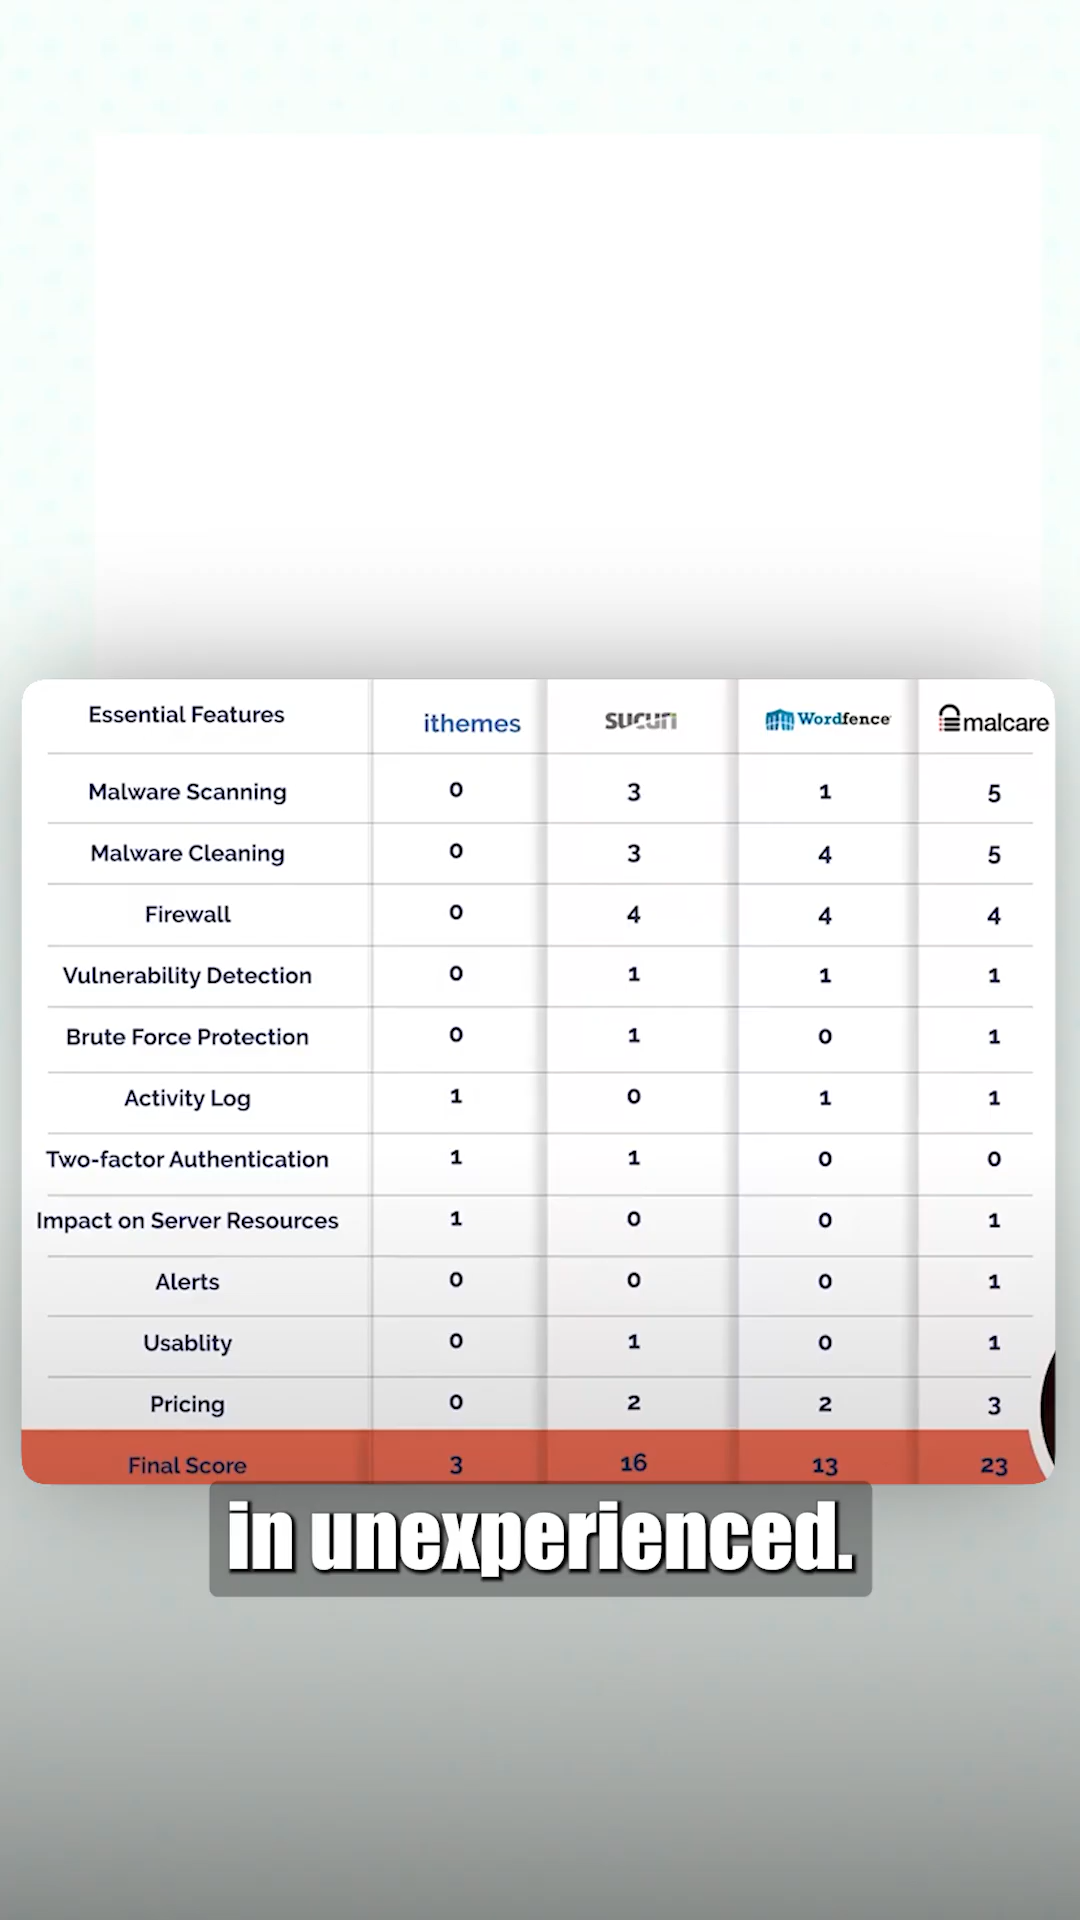 Essential Features ithemes SUCURI Wordfence malcare
Malware Scanning 0 3 1 5
Malware Cleaning 0 3 4 5
Firewall 0 4 4 4
Vulnerability Detection 0 1 1 1
Brute Force Protection 0 1 0 1
Activity Log 1 0 1 1
Two-factor Authentication 1 1 0 0
Impact on Server Resources 1 0 0 1
Alerts 0 0 0 1
Usablity 0 1 0 1
Pricing 0 2 2 3
Final Score 3 16 13 23
in unexperienced.